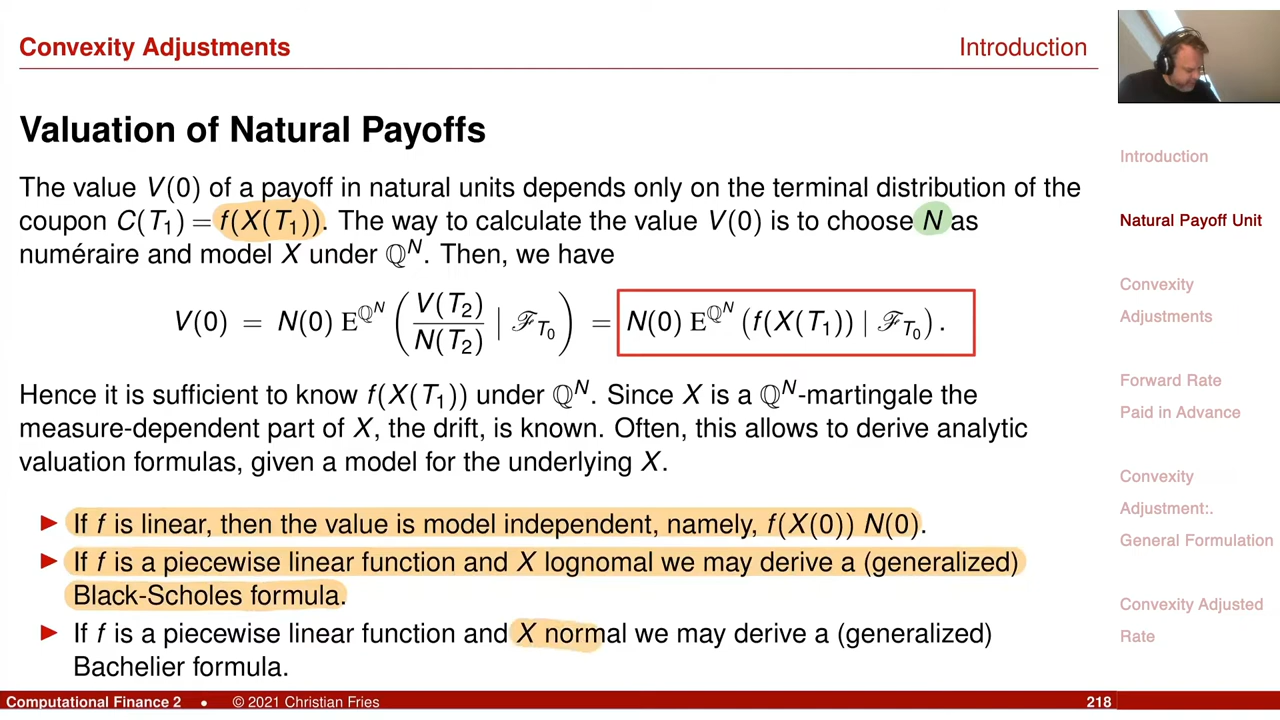 Convexity Adjustments
Introduction
Valuation of Natural Payoffs
The value V(0) of a payoff in natural units depends only on the terminal distribution of the
coupon C(T₁) = f(X(T₁)). The way to calculate the value V(0) is to choose N as
numéraire and model X under ℚᴺ. Then, we have
V(0) = N(0) E^{ℚ^N} ( V(T₂) / N(T₂) | ℱ_{T₀} ) = N(0) E^{ℚ^N} (f(X(T₁)) | ℱ_{T₀}).
Hence it is sufficient to know f(X(T₁)) under ℚᴺ. Since X is a ℚᴺ-martingale the
measure-dependent part of X, the drift, is known. Often, this allows to derive analytic
valuation formulas, given a model for the underlying X.
▶ If f is linear, then the value is model independent, namely, f(X(0)) N(0).
▶ If f is a piecewise linear function and X lognomal we may derive a (generalized)
Black-Scholes formula.
▶ If f is a piecewise linear function and X normal we may derive a (generalized)
Bachelier formula.
Introduction
Natural Payoff Unit
Convexity
Adjustments
Forward Rate
Paid in Advance
Convexity
Adjustment:.
General Formulation
Convexity Adjusted
Rate
Computational Finance 2 • © 2021 Christian Fries
218